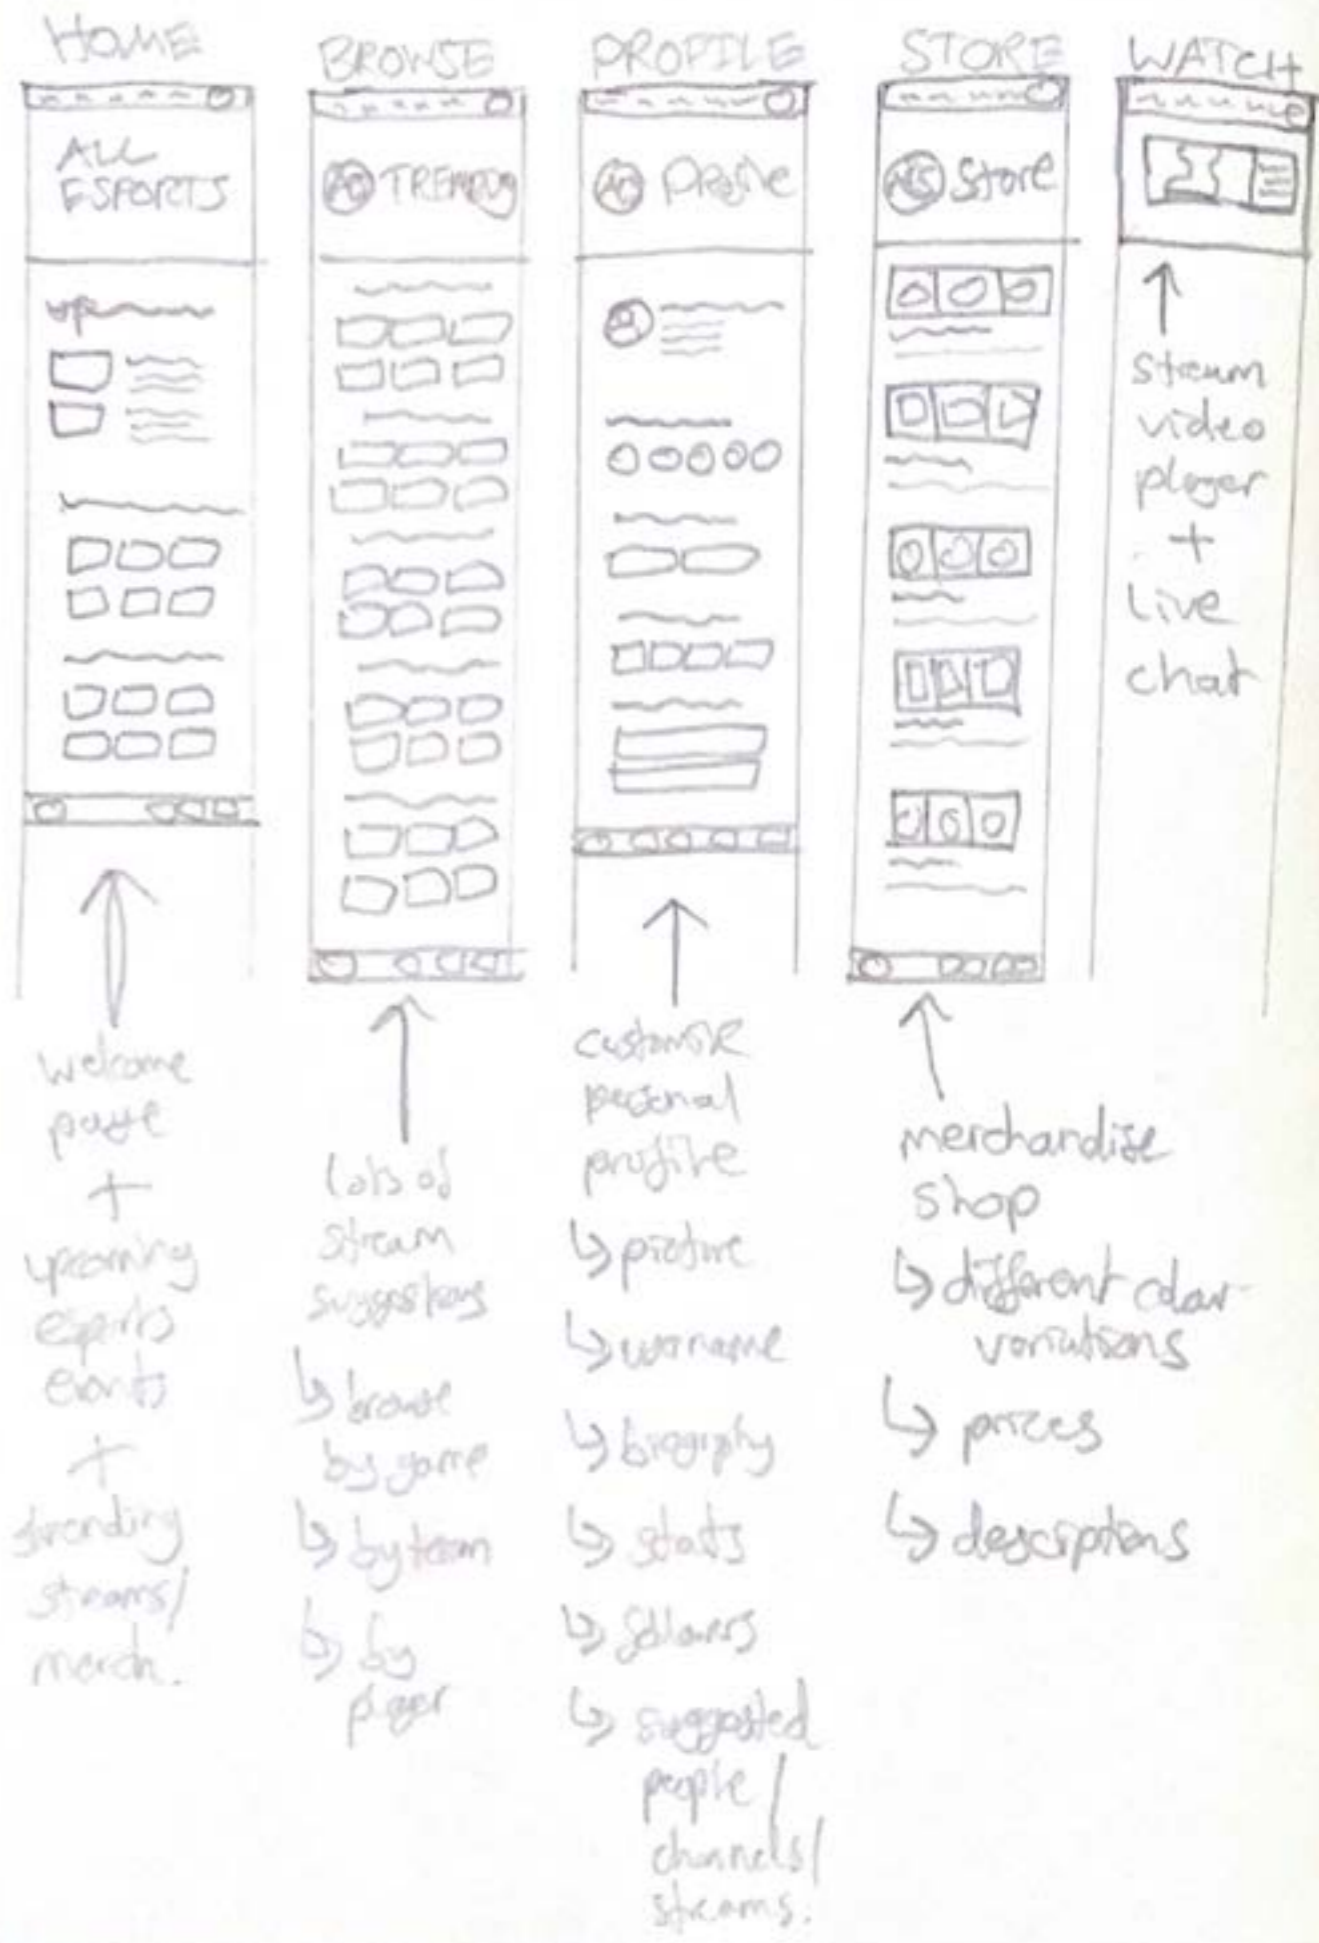 HOME
ALL
ESPORTS
welcome
page
+
upcoming
esports
events
+
trending
streams/
merch.
BROWSE
TRENDING
lots of
stream
suggestions
↳ browse
by game
↳ by team
↳ by
player
PROFILE
Profile
customise
personal
profile
↳ picture
↳ username
↳ biography
↳ stats
↳ followers
↳ suggested
people /
channels/
streams.
STORE
Store
merchandise
shop
↳ different colour
variations
↳ prices
↳ descriptions
WATCH
stream
video
player
+
Live
chat